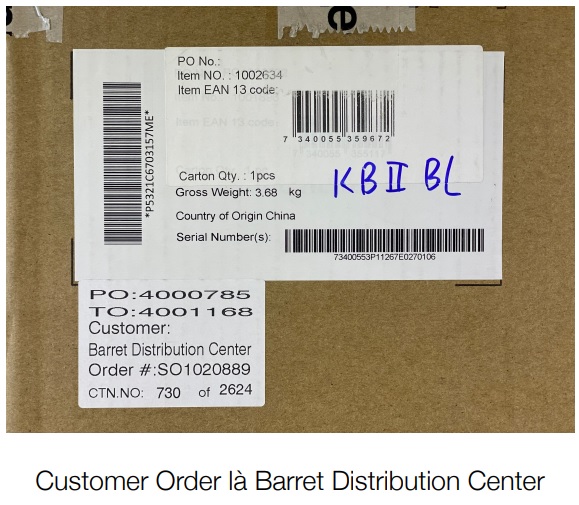 e
PO No.:
Item NO. : 1002634
Item EAN 13 code:
7 340055 359672
Carton Qty. : 1pcs
Gross Weight: 3.68 kg
KB II BL
Country of Origin China
Serial Number(s):
73400553P11267E0270106
*P5321C6703157ME*
PO:4000785
TO:4001168
Customer:
Barret Distribution Center
Order #:SO1020889
CTN.NO: 730 of 2624
Customer Order là Barret Distribution Center